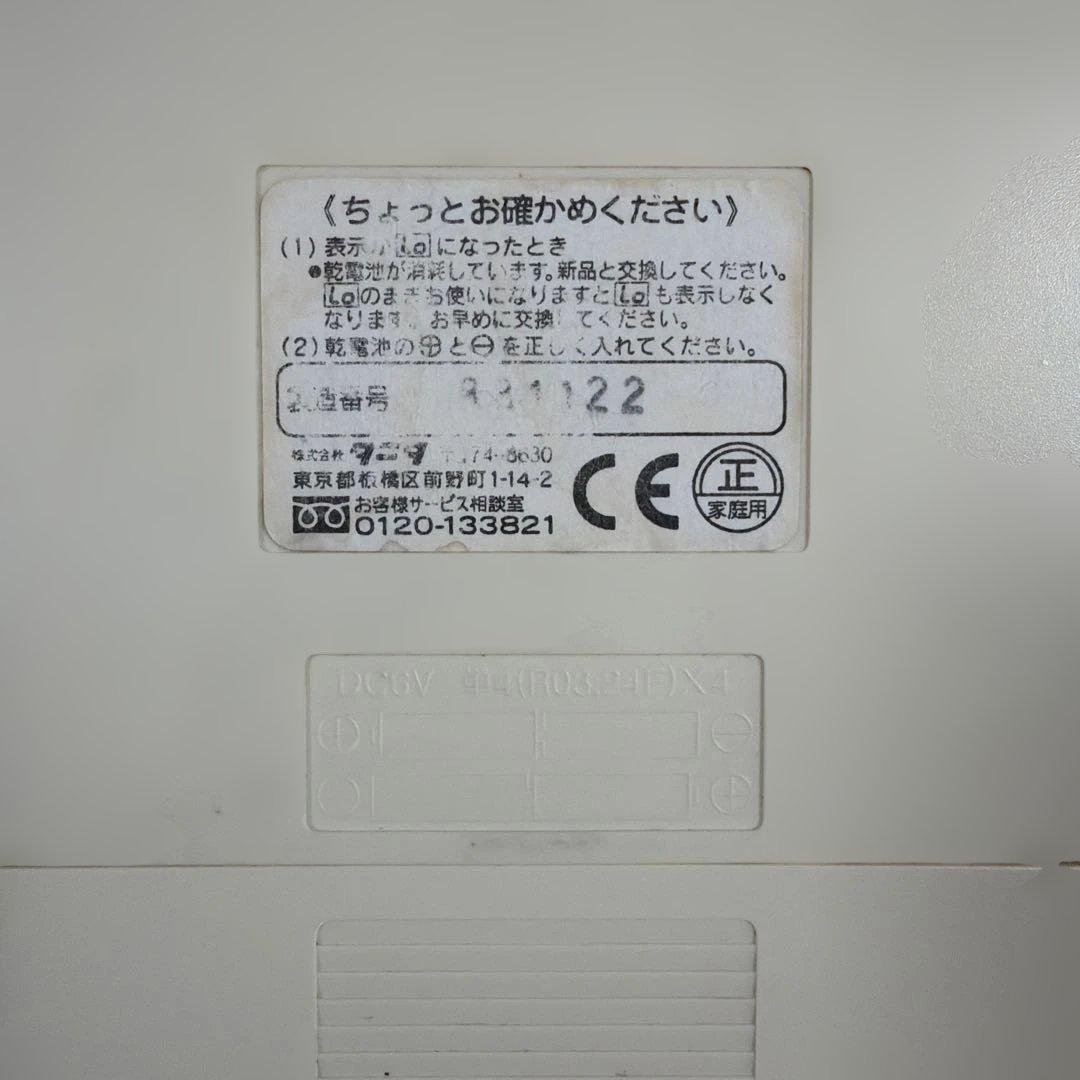 《ちょっとお確かめください》
(1)表示が Lo になったとき
●乾電池が消耗しています。新品と交換してください。
Lo のままお使いになりますと Lo も表示しなく
なります。お早めに交換してください。
(2)乾電池の⊕と⊖を正しく入れてください。
製造番号
株式会社 タニタ 〒174-8630
東京都板橋区前野町1-14-2
お客様サービス相談室
0120-133821
CE
正
家庭用
DC6V 単4 X4
⊕ ⊖
⊕